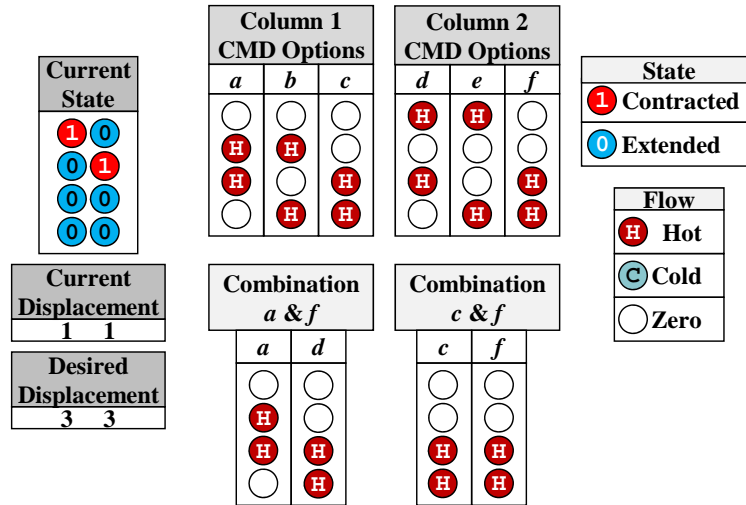 Current
State
1 0
0 1
0 0
0 0
Current
Displacement
1 1
Desired
Displacement
3 3
Column 1
CMD Options
a b c
H H
H H
H H
Column 2
CMD Options
d e f
H H
H H
H H
Combination
a & f
a d
H
H H
H
Combination
c & f
c f
H H
H H
State
1 Contracted
0 Extended
Flow
H Hot
C Cold
Zero